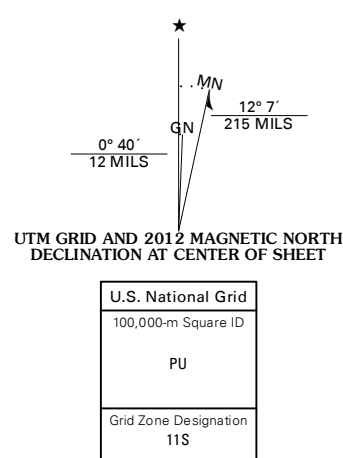 ★
MN
GN
12° 7´
215 MILS
0° 40´
12 MILS
UTM GRID AND 2012 MAGNETIC NORTH
DECLINATION AT CENTER OF SHEET
U.S. National Grid
100,000-m Square ID
PU
Grid Zone Designation
11S